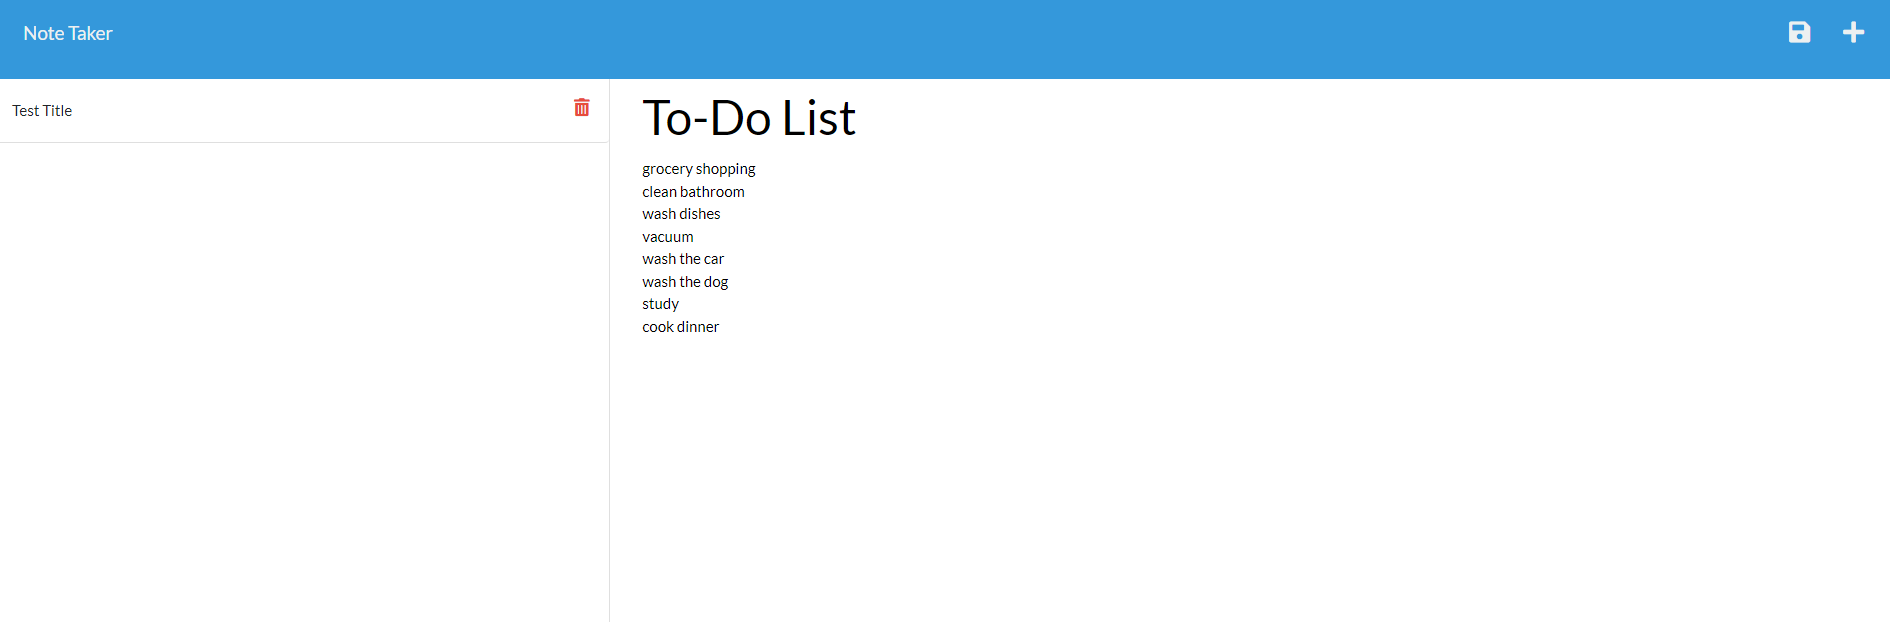 Note Taker
Test Title
To-Do List
grocery shopping
clean bathroom
wash dishes
vacuum
wash the car
wash the dog
study
cook dinner